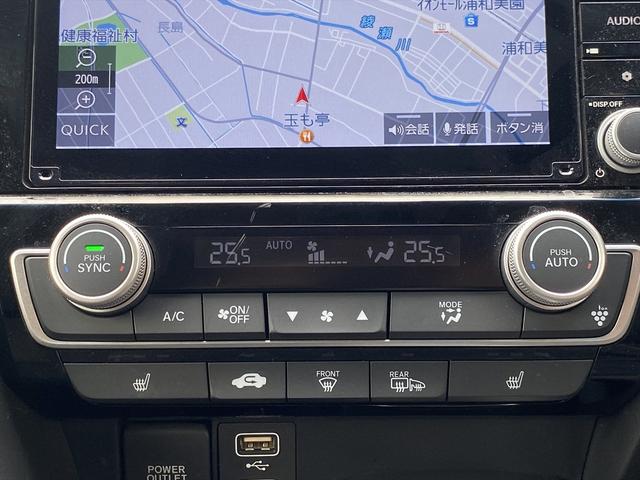 イオンモール浦和美園
健康福祉村
長島
綾瀬川
浦和美
200m
玉も亭
文
QUICK
会話
発話
ボタン消
AUDIO
DISP.OFF
PUSH
SYNC
25.5
AUTO
25.5
PUSH
AUTO
A/C
ON/
OFF
MODE
FRONT
REAR
POWER
OUTLET